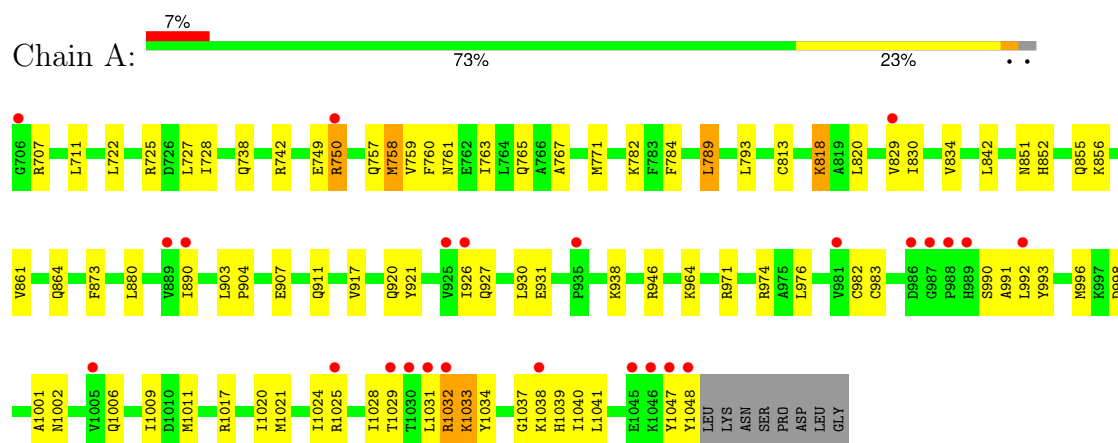 7%
Chain A:
73% 23% • •
G706 R707 L711 L722 R725 D726 L727 I728 Q738 R742 E749 R750 Q757 M758 V759 F760 N761 E762 I763 L764 Q765 A766 A767 M771 K782 F783 F784 L789 L793 C813 K818 A819 L820 V829 I830 V834 L842 N851 H852 Q855 K856
V861 Q864 F873 L880 V889 I890 L903 P904 E907 Q911 V917 Q920 Y921 V925 I926 Q927 L930 E931 P935 K938 R946 K964 R971 R974 A975 L976 V981 C982 C983 D986 G987 P988 H989 S990 A991 L992 Y993 M996 K997
A1001 N1002 V1005 Q1006 I1009 D1010 M1011 R1017 I1020 M1021 I1024 R1025 I1028 T1029 T1030 L1031 R1032 K1033 Y1034 G1037 K1038 H1039 I1040 L1041 E1045 K1046 Y1047 Y1048 LEU LYS ASN SER PRO ASP LEU GLY